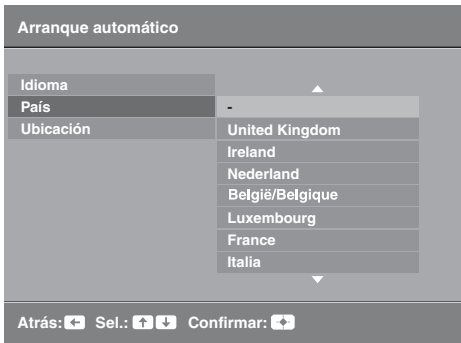 Arranque automático
Idioma
País
-
Ubicación
United Kingdom
Ireland
Nederland
België/Belgique
Luxembourg
France
Italia
Atrás: Sel.: Confirmar: